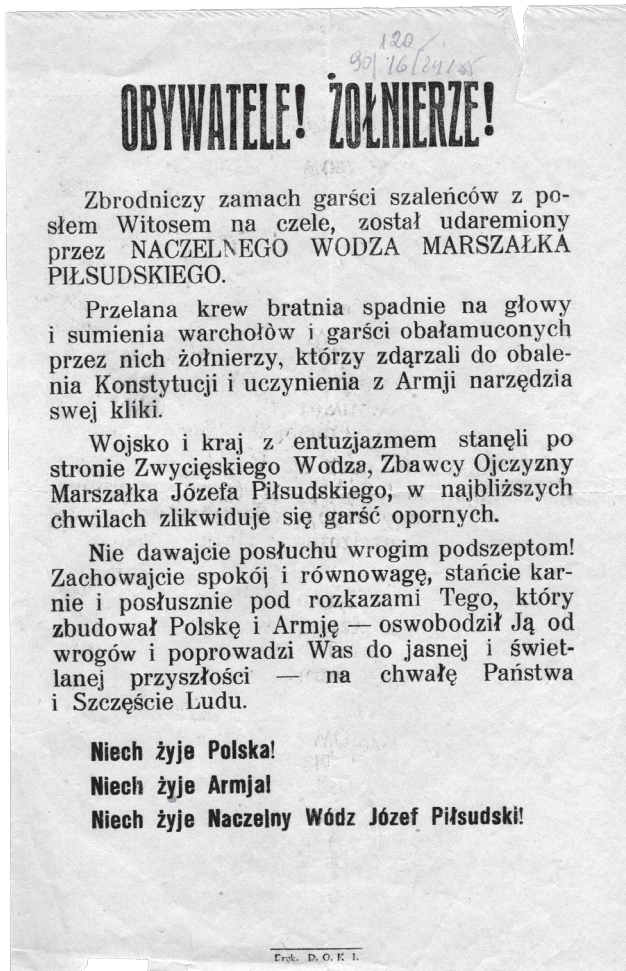 120
90/16/24/
OBYWATELE! ŻOŁNIERZE!
Zbrodniczy zamach garści szaleńców z po-
słem Witosem na czele, został udaremiony
przez NACZELNEGO WODZA MARSZAŁKA
PIŁSUDSKIEGO.
Przelana krew bratnia spadnie na głowy
i sumienia warchołòw i garści obałamuconych
przez nich żołnierzy, którzy zdążali do obale-
nia Konstytucji i uczynienia z Armji narzędzia
swej kliki.
Wojsko i kraj z entuzjazmem stanęli po
stronie Zwycięskiego Wodza, Zbawcy Ojczyzny
Marszałka Józefa Piłsudskiego, w najbliższych
chwilach zlikwiduje się garść opornych.
Nie dawajcie posłuchu wrogim podszeptom!
Zachowajcie spokój i równowagę, stańcie kar-
nie i posłusznie pod rozkazami Tego, który
zbudował Polskę i Armję — oswobodził Ją od
wrogów i poprowadzi Was do jasnej i świet-
lanej przyszłości — na chwałę Państwa
i Szczęście Ludu.
Niech żyje Polska!
Niech żyje Armja!
Niech żyje Naczelny Wódz Józef Piłsudski!
Druk. D. O. K. I.